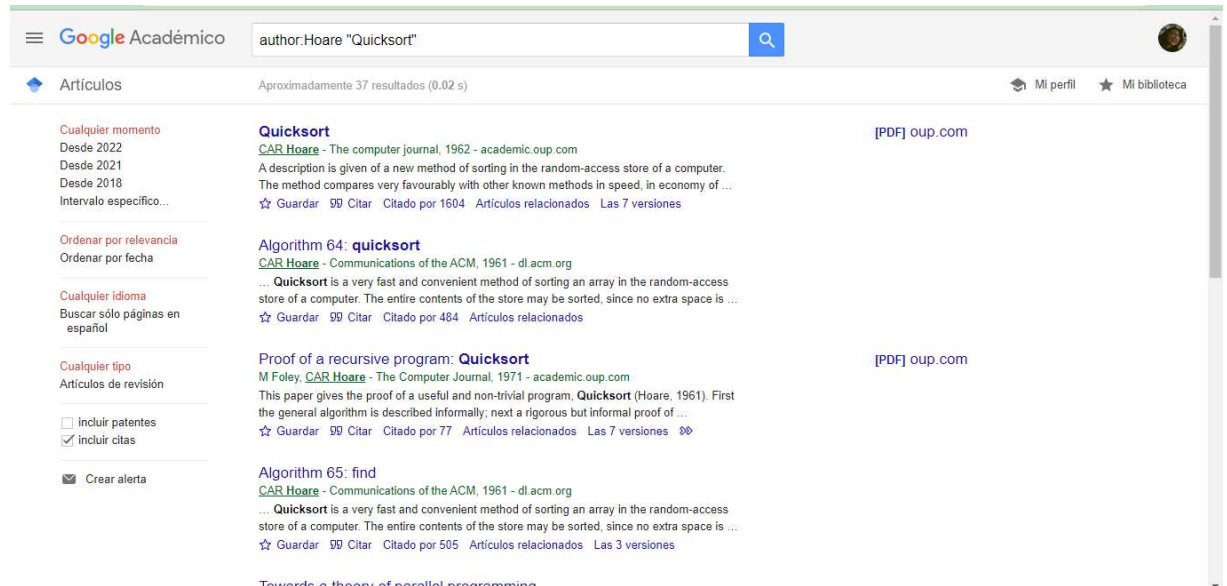 Google Académico
author:Hoare "Quicksort"
Artículos
Aproximadamente 37 resultados (0.02 s)
Mi perfil
Mi biblioteca
Cualquier momento
Desde 2022
Desde 2021
Desde 2018
Intervalo específico...
Ordenar por relevancia
Ordenar por fecha
Cualquier idioma
Buscar sólo páginas en
español
Cualquier tipo
Artículos de revisión
incluir patentes
incluir citas
Crear alerta
Quicksort
[PDF] oup.com
CAR Hoare - The computer journal, 1962 - academic.oup.com
A description is given of a new method of sorting in the random-access store of a computer.
The method compares very favourably with other known methods in speed, in economy of ...
Guardar Citar Citado por 1604 Artículos relacionados Las 7 versiones
Algorithm 64: quicksort
CAR Hoare - Communications of the ACM, 1961 - dl.acm.org
... Quicksort is a very fast and convenient method of sorting an array in the random-access
store of a computer. The entire contents of the store may be sorted, since no extra space is ...
Guardar Citar Citado por 484 Artículos relacionados
Proof of a recursive program: Quicksort
[PDF] oup.com
M Foley, CAR Hoare - The Computer Journal, 1971 - academic.oup.com
This paper gives the proof of a useful and non-trivial program, Quicksort (Hoare, 1961). First
the general algorithm is described informally; next a rigorous but informal proof of ...
Guardar Citar Citado por 77 Artículos relacionados Las 7 versiones
Algorithm 65: find
CAR Hoare - Communications of the ACM, 1961 - dl.acm.org
... Quicksort is a very fast and convenient method of sorting an array in the random-access
store of a computer. The entire contents of the store may be sorted, since no extra space is ...
Guardar Citar Citado por 505 Artículos relacionados Las 3 versiones
Towards a theory of parallel programming